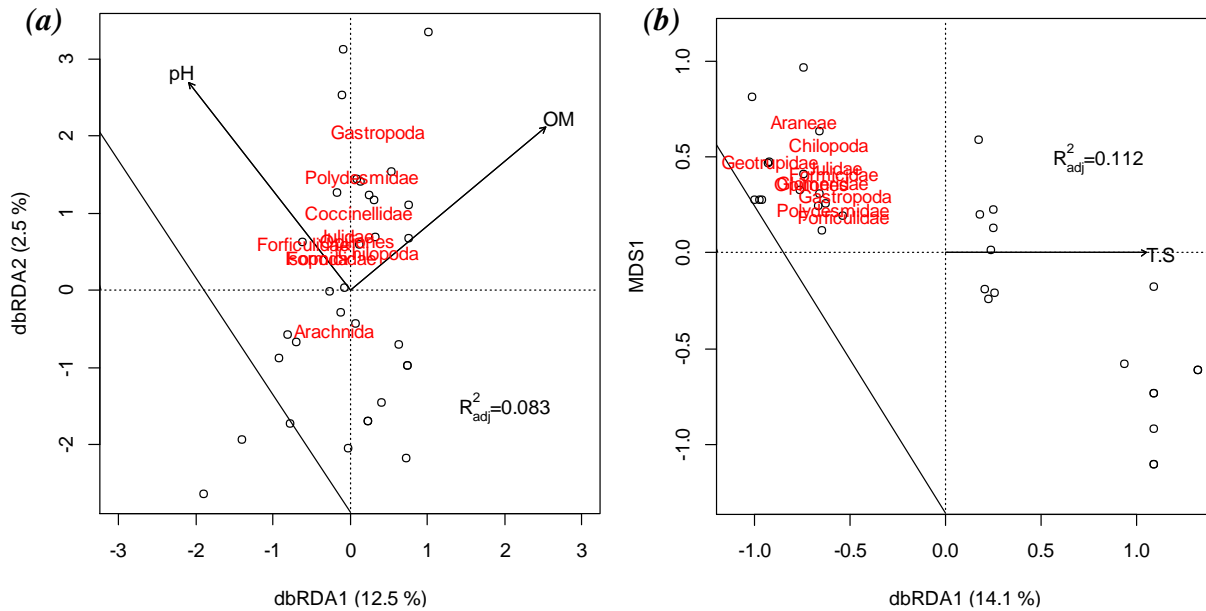 (a)
3
2
1
0
-1
-2
dbRDA2 (2.5 %)
pH
OM
Gastropoda
Polydesmidae
Coccinellidae
Julidae
Forficulidae
Chilopoda
Arachnida
R²adj=0.083
-3 -2 -1 0 1 2 3
dbRDA1 (12.5 %)
(b)
1.0
0.5
0.0
-0.5
-1.0
MDS1
Araneae
Chilopoda
Geotrupidae
Julidae
Formicidae
Gastropoda
Polydesmidae
Forficulidae
T.S
R²adj=0.112
-1.0 -0.5 0.0 0.5 1.0
dbRDA1 (14.1 %)